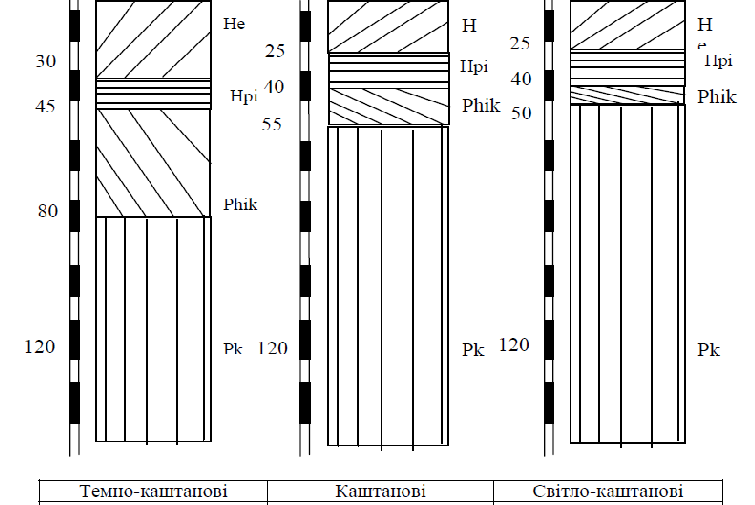 Не
30
Hpi
45
Phik
80
Pk
120
Н
25
Hpi
40
Phik
55
Pk
120
Н
е
25
Hpi
40
Phik
50
Pk
120
Темно-каштанові Каштанові Світло-каштанові